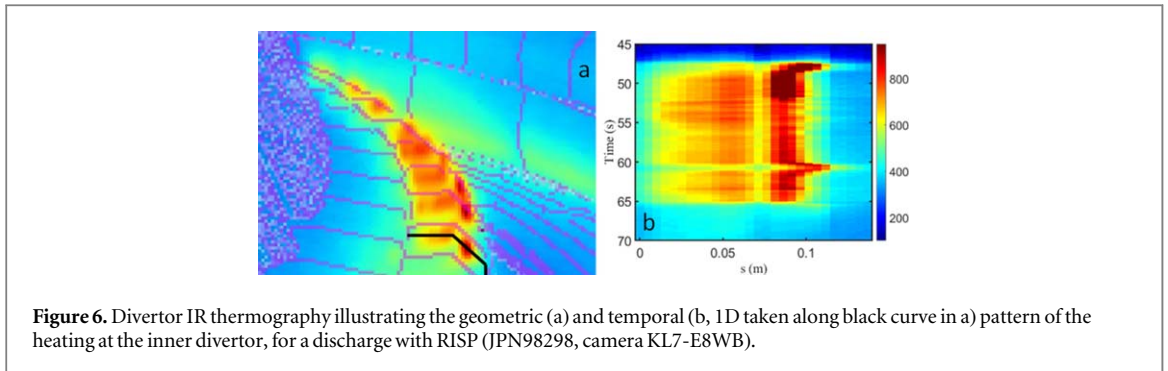 a
45
50
55
60
65
70
Time (s)
b
0
0.05
0.1
s (m)
800
600
400
200
Figure 6. Divertor IR thermography illustrating the geometric (a) and temporal (b, 1D taken along black curve in a) pattern of the
heating at the inner divertor, for a discharge with RISP (JPN98298, camera KL7-E8WB).